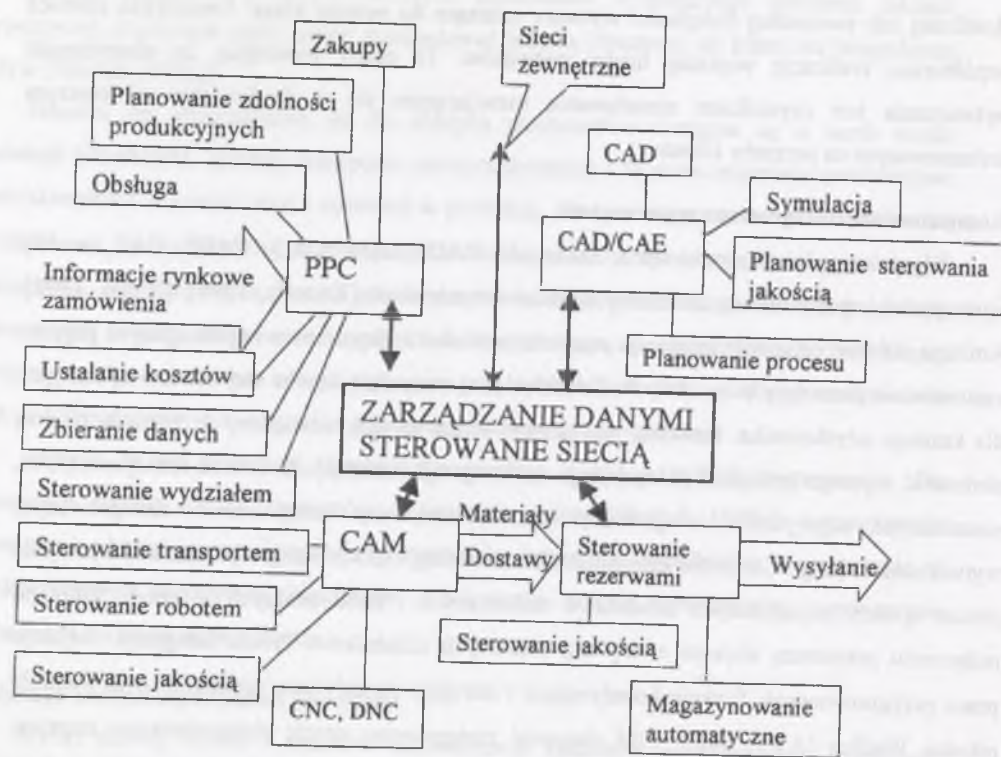 Zakupy
Sieci
zewnętrzne
Planowanie zdolności
produkcyjnych
CAD
Obsługa
Symulacja
PPC
CAD/CAE
Informacje rynkowe
zamówienia
Planowanie sterowania
jakością
Ustalanie kosztów
Planowanie procesu
ZARZĄDZANIE DANYMI
STEROWANIE SIECIĄ
Zbieranie danych
Sterowanie wydziałem
CAM
Materiały
Dostawy
Sterowanie
rezerwami
Wysyłanie
Sterowanie transportem
Sterowanie robotem
Sterowanie jakością
Sterowanie jakością
CNC, DNC
Magazynowanie
automatyczne